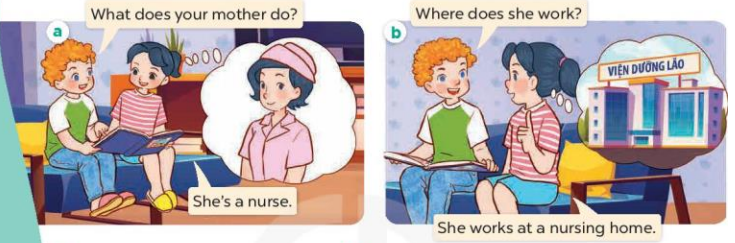 What does your mother do?
a
She's a nurse.
Where does she work?
b
VIỆN DƯỠNG LÃO
She works at a nursing home.